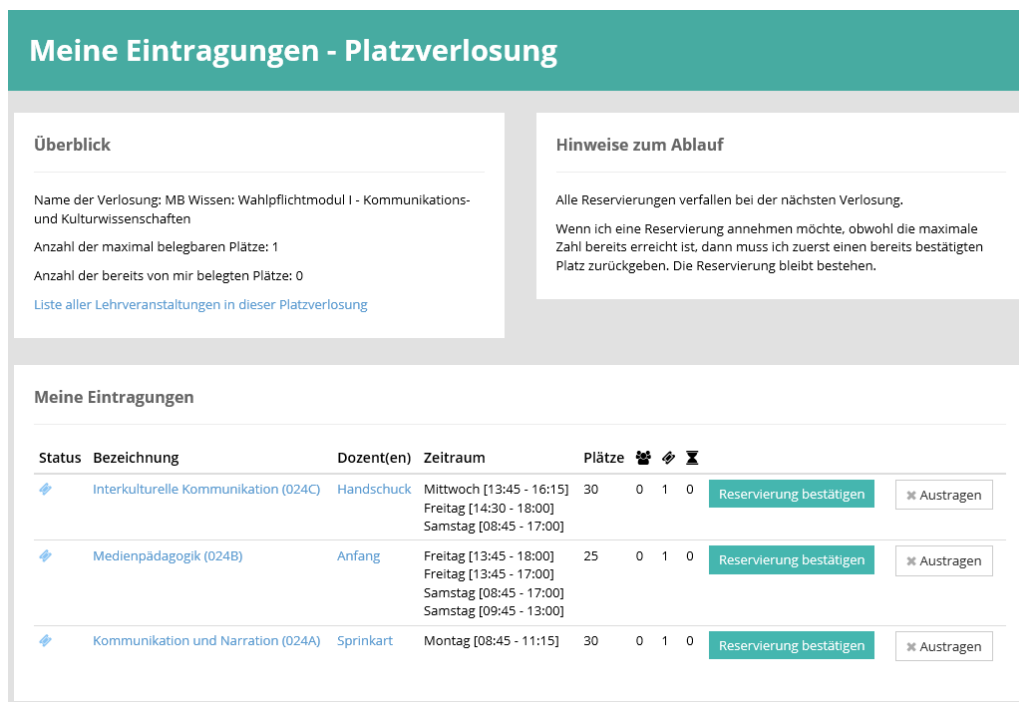 Meine Eintragungen - Platzverlosung
Überblick
Name der Verlosung: MB Wissen: Wahlpflichtmodul I - Kommunikations-
und Kulturwissenschaften
Anzahl der maximal belegbaren Plätze: 1
Anzahl der bereits von mir belegten Plätze: 0
Liste aller Lehrveranstaltungen in dieser Platzverlosung
Hinweise zum Ablauf
Alle Reservierungen verfallen bei der nächsten Verlosung.
Wenn ich eine Reservierung annehmen möchte, obwohl die maximale
Zahl bereits erreicht ist, dann muss ich zuerst einen bereits bestätigten
Platz zurückgeben. Die Reservierung bleibt bestehen.
Meine Eintragungen
Status Bezeichnung Dozent(en) Zeitraum Plätze
Interkulturelle Kommunikation (024C) Handschuck Mittwoch [13:45 - 16:15] 30 0 1 0 Reservierung bestätigen Austragen
Freitag [14:30 - 18:00]
Samstag [08:45 - 17:00]
Medienpädagogik (024B) Anfang Freitag [13:45 - 18:00] 25 0 1 0 Reservierung bestätigen Austragen
Freitag [13:45 - 17:00]
Samstag [08:45 - 17:00]
Samstag [09:45 - 13:00]
Kommunikation und Narration (024A) Sprinkart Montag [08:45 - 11:15] 30 0 1 0 Reservierung bestätigen Austragen